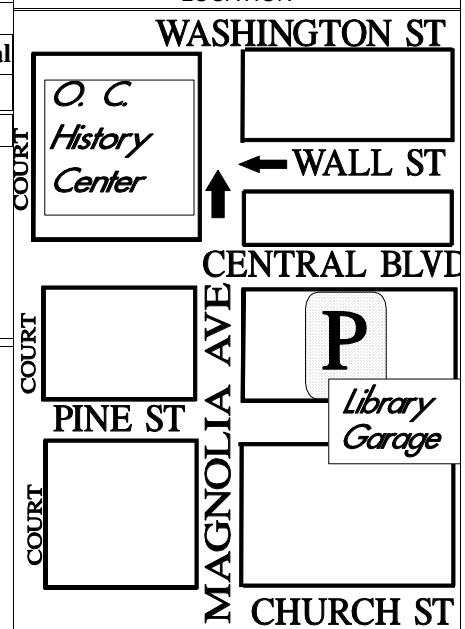 WASHINGTON ST
O. C.
History
Center
COURT
WALL ST
CENTRAL BLVD
COURT
MAGNOLIA AVE
P
Library
Garage
PINE ST
COURT
CHURCH ST